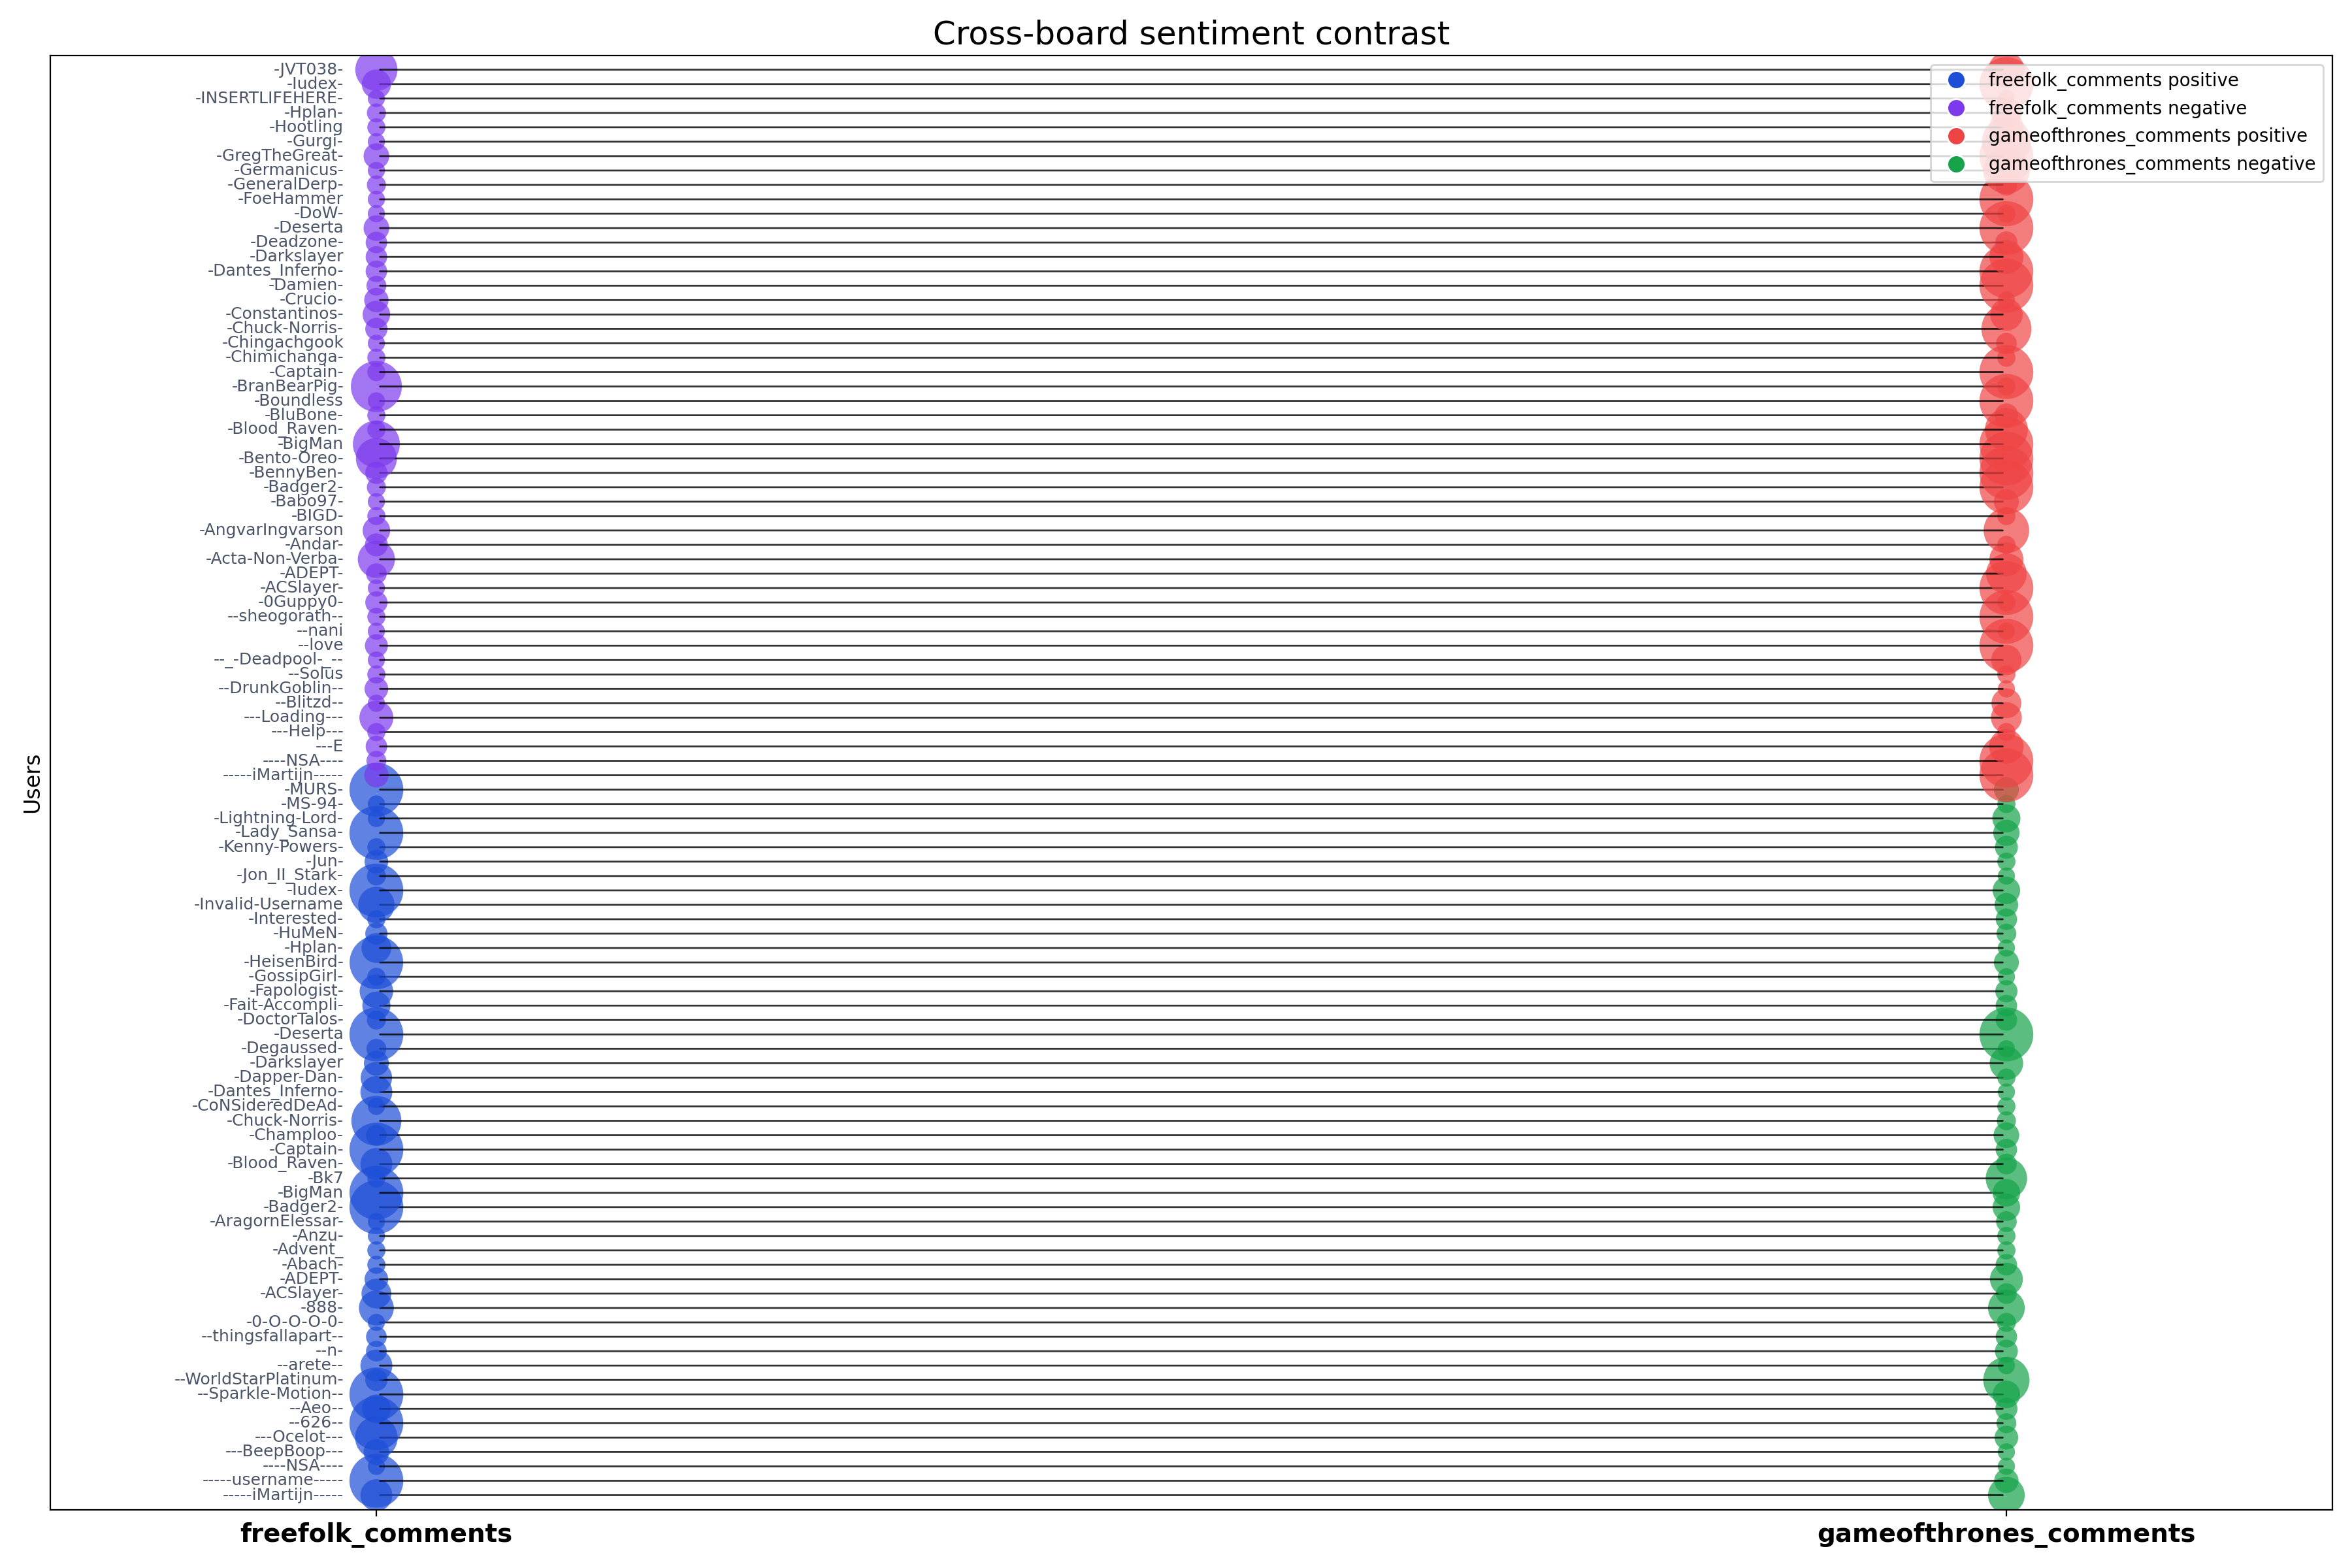 Cross-board sentiment contrast
-JVT038-
-Iudex-
-INSERTLIFEHERE-
-Hplan-
-Hootling
-Gurgi-
-GregTheGreat-
-Germanicus-
-GeneralDerp-
-FoeHammer
-DoW-
-Deserta
-Deadzone-
-Darkslayer
-Dantes_Inferno-
-Damien-
-Crucio-
-Constantinos-
-Chuck-Norris-
-Chingachgook
-Chimichanga-
-Captain-
-BranBearPig-
-Boundless
-BluBone-
-Blood_Raven-
-BigMan
-Bento-Oreo-
-BennyBen-
-Badger2-
-Babo97-
-BIGD-
-AngvarIngvarson
-Andar-
-Acta-Non-Verba-
-ADEPT-
-ACSlayer-
-0Guppy0-
--sheogorath--
--nani
--love
--_-Deadpool-_--
--Solus
--DrunkGoblin--
--Blitzd--
---Loading---
---Help---
---E
----NSA----
-----iMartijn-----
-MURS-
-MS-94-
-Lightning-Lord-
-Lady_Sansa-
-Kenny-Powers-
-Jun-
-Jon_II_Stark-
-Iudex-
-Invalid-Username
-Interested-
-HuMeN-
-Hplan-
-HeisenBird-
-GossipGirl-
-Fapologist-
-Fait-Accompli-
-DoctorTalos-
-Deserta
-Degaussed-
-Darkslayer
-Dapper-Dan-
-Dantes_Inferno-
-CoNSideredDeAd-
-Chuck-Norris-
-Champloo-
-Captain-
-Blood_Raven-
-Bk7
-BigMan
-Badger2-
-AragornElessar-
-Anzu-
-Advent_
-Abach-
-ADEPT-
-ACSlayer-
-888-
-0-O-O-O-0-
--thingsfallapart--
--n-
--arete--
--WorldStarPlatinum-
--Sparkle-Motion--
--Aeo--
--626--
---Ocelot---
---BeepBoop---
----NSA----
-----username-----
-----iMartijn-----
Users
freefolk_comments
gameofthrones_comments
freefolk_comments positive
freefolk_comments negative
gameofthrones_comments positive
gameofthrones_comments negative